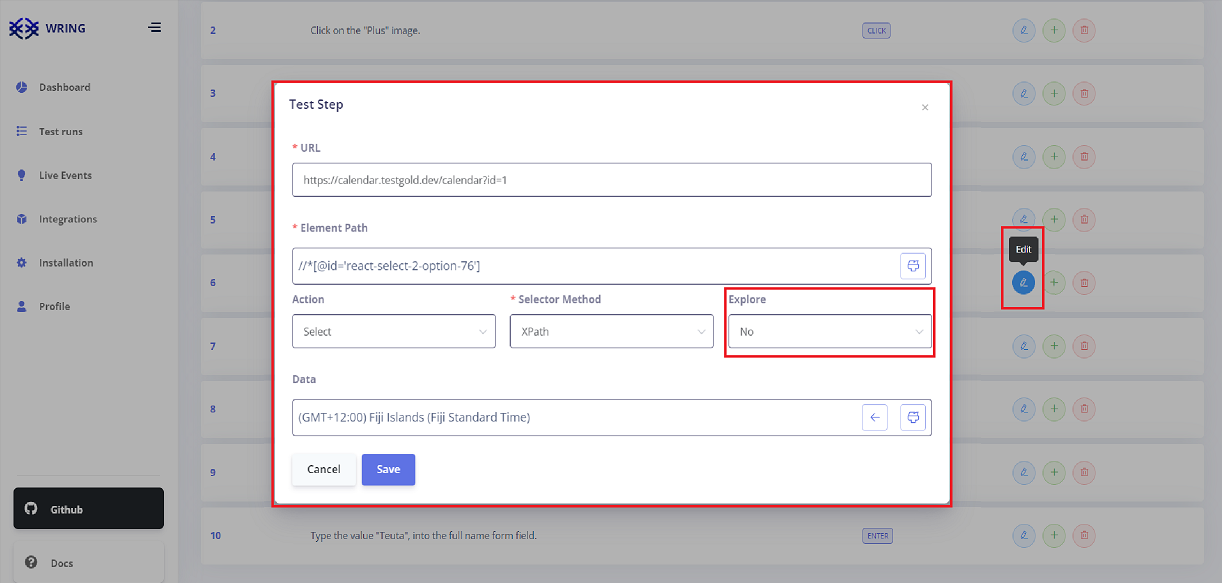 WRING
Dashboard
Test runs
Live Events
Integrations
Installation
Profile
Github
Docs
2 Click on the "Plus" image. CLICK
3
4
5
6
7
8
9
10 Type the value "Teuta", into the full name form field. ENTER
Edit
Test Step
* URL
https://calendar.testgold.dev/calendar?id=1
* Element Path
//*[@id='react-select-2-option-76']
Action * Selector Method Explore
Select XPath No
Data
(GMT+12:00) Fiji Islands (Fiji Standard Time)
Cancel Save